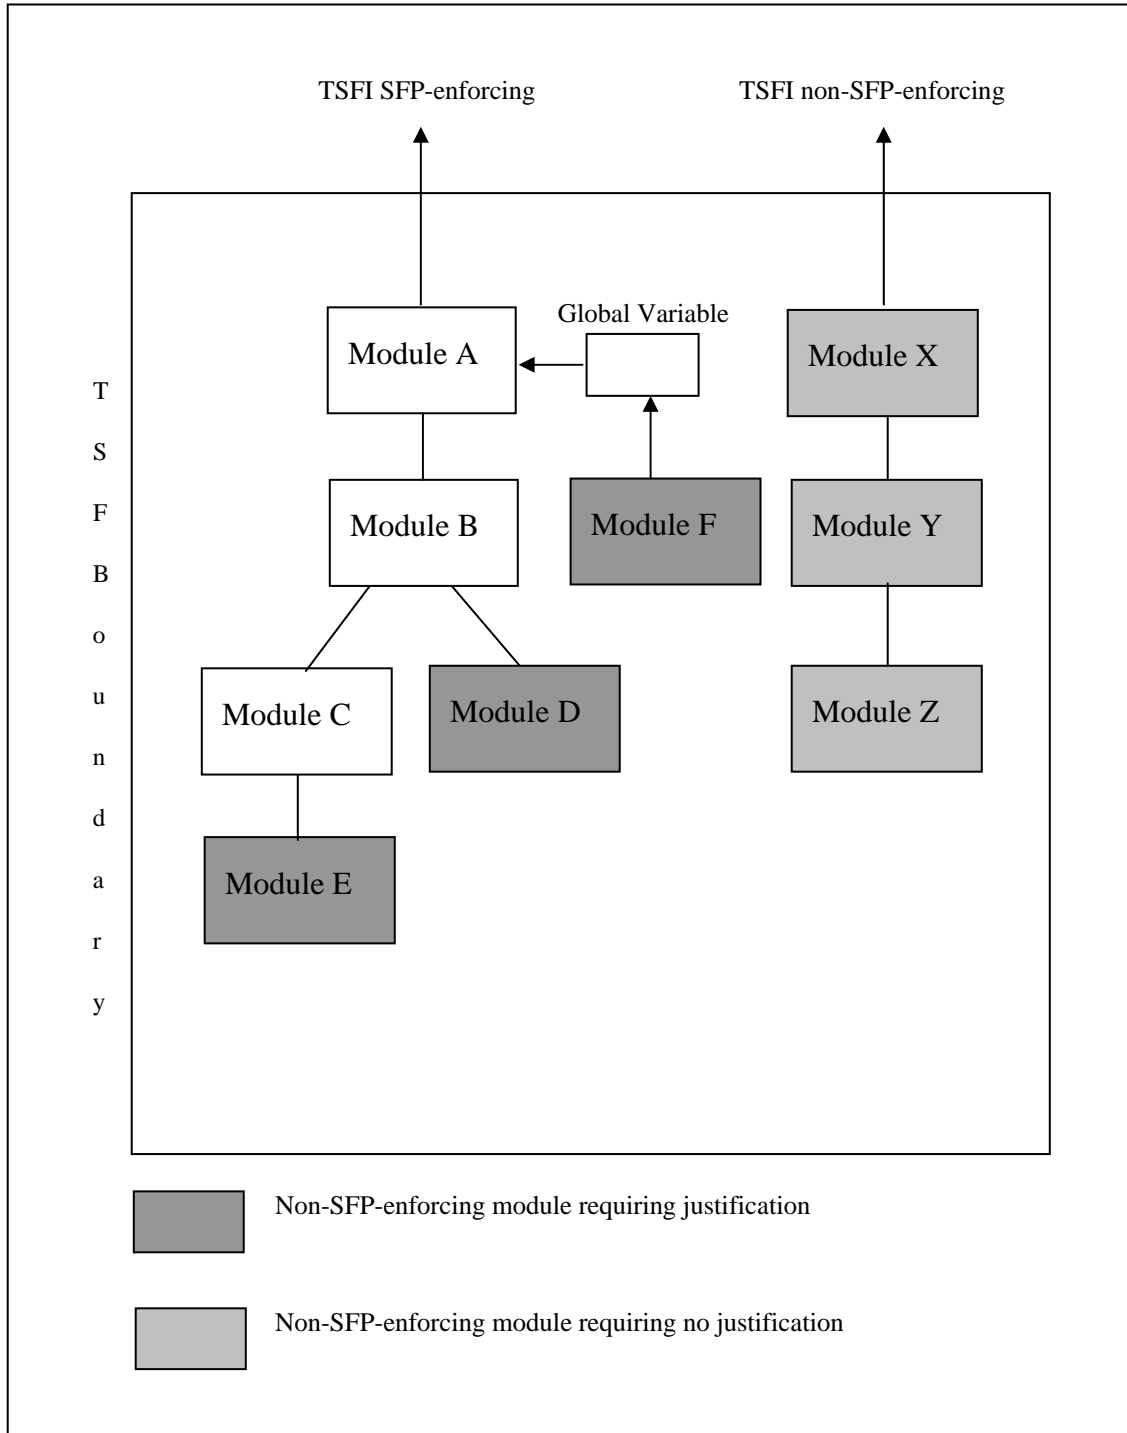 TSFI SFP-enforcing
TSFI non-SFP-enforcing
Global Variable
Module A
Module X
Module B
Module F
Module Y
Module C
Module D
Module Z
Module E
T
S
F
B
o
u
n
d
a
r
y
Non-SFP-enforcing module requiring justification
Non-SFP-enforcing module requiring no justification